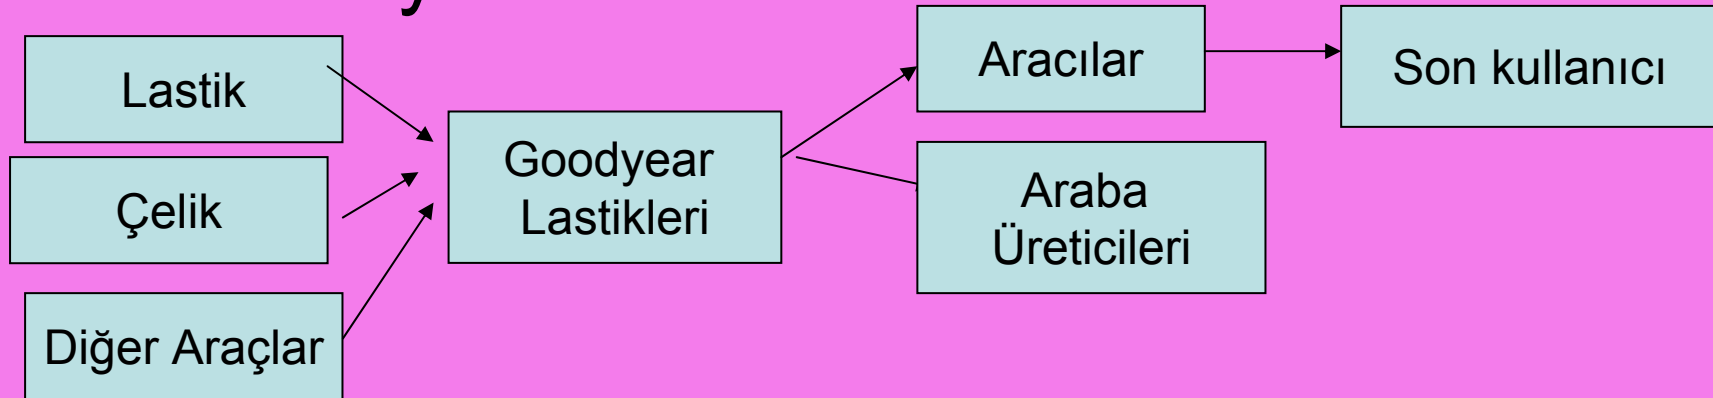 Lastik
Çelik
Diğer Araçlar
Goodyear
Lastikleri
Aracılar
Araba
Üreticileri
Son kullanıcı